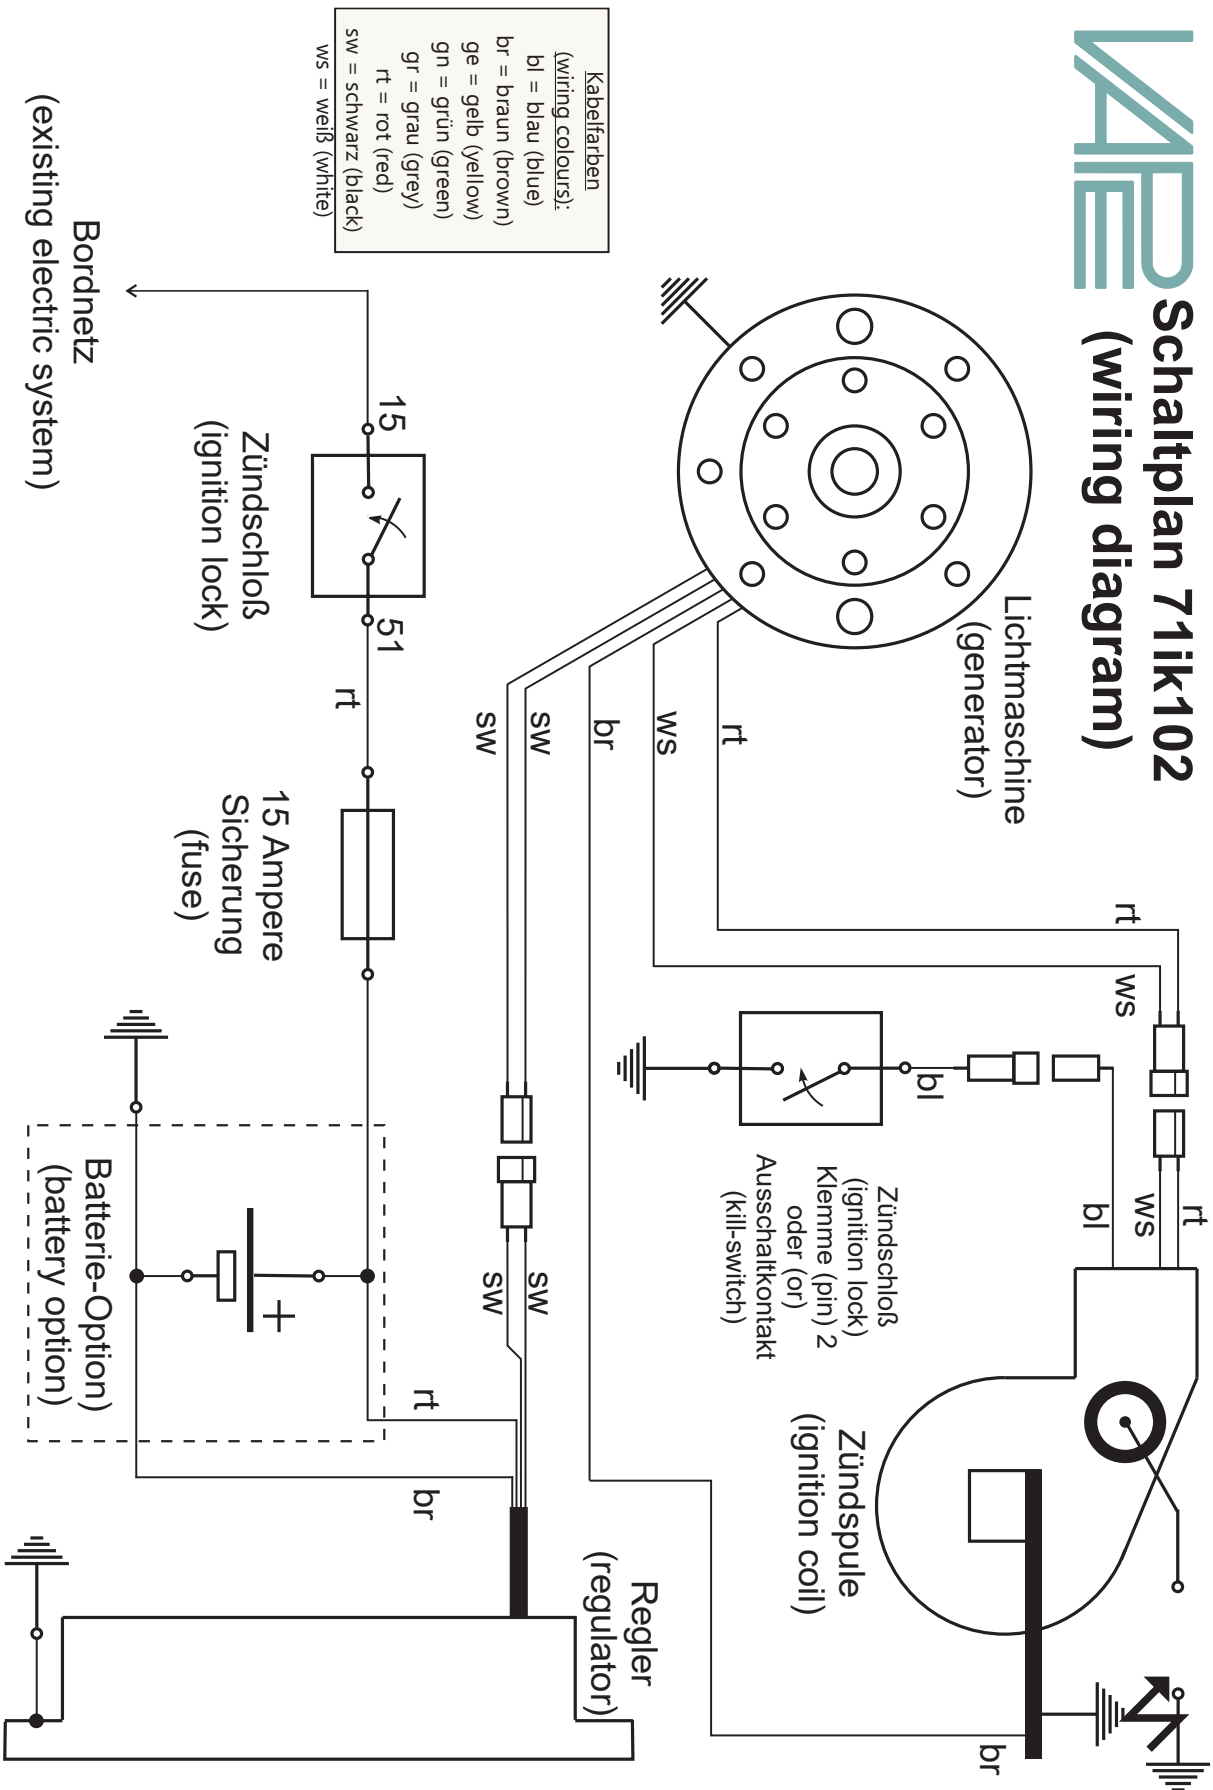 VAPE
Schaltplan 71ik102
(wiring diagram)
Lichtmaschine
(generator)
rt
ws
br
sw
sw
rt
ws
rt
ws
bl
bl
Zündschloß
(ignition lock)
Klemme (pin) 2
oder (or)
Ausschaltkontakt
(kill-switch)
Zündspule
(ignition coil)
br
Kabelfarben
(wiring colours):
bl = blau (blue)
br = braun (brown)
ge = gelb (yellow)
gn = grün (green)
gr = grau (grey)
rt = rot (red)
sw = schwarz (black)
ws = weiß (white)
sw
sw
Regler
(regulator)
15
51
Zündschloß
(ignition lock)
rt
15 Ampere
Sicherung
(fuse)
rt
br
+
Batterie-Option)
(battery option)
Bordnetz
(existing electric system)